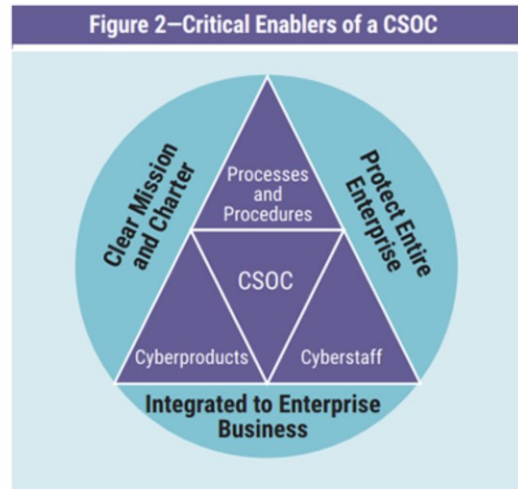 Figure 2—Critical Enablers of a CSOC
Clear Mission
and Charter
Protect Entire
Enterprise
Processes
and
Procedures
CSOC
Cyberproducts
Cyberstaff
Integrated to Enterprise
Business